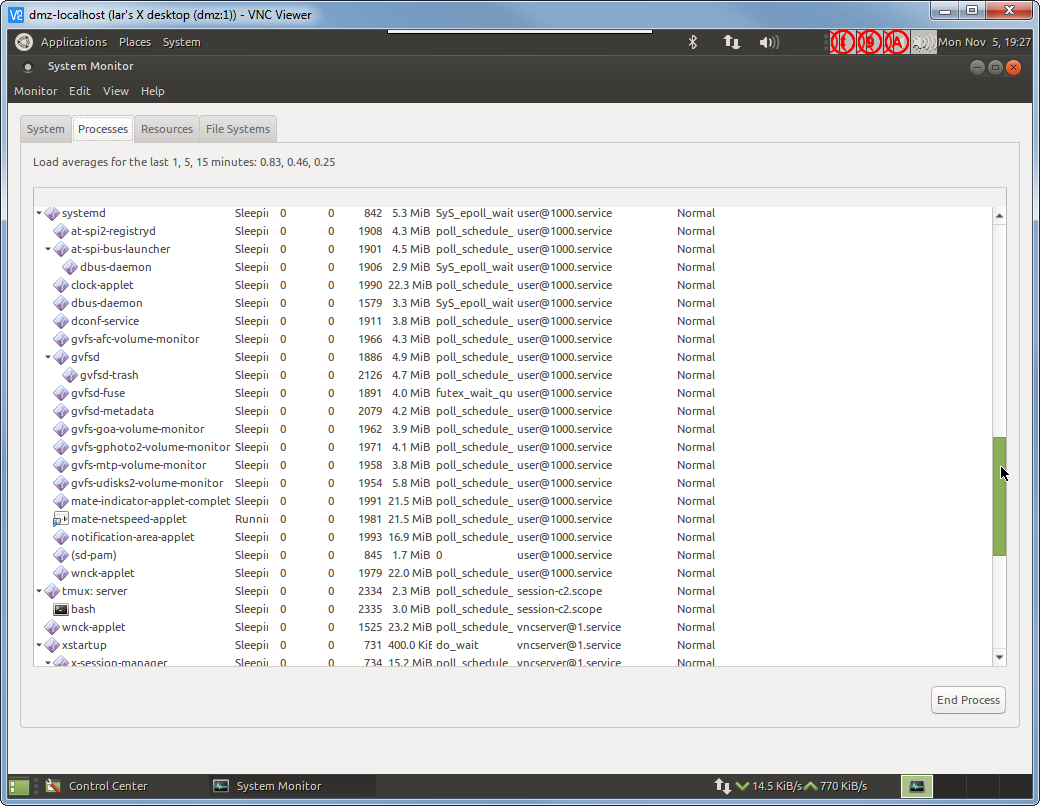 dmz-localhost (lar's X desktop (dmz:1)) - VNC Viewer
Applications Places System Mon Nov 5, 19:27
System Monitor
Monitor Edit View Help
System Processes Resources File Systems
Load averages for the last 1, 5, 15 minutes: 0.83, 0.46, 0.25
systemd Sleepi 0 0 842 5.3 MiB SyS_epoll_wait user@1000.service Normal
at-spi2-registryd Sleepi 0 0 1908 4.3 MiB poll_schedule_ user@1000.service Normal
at-spi-bus-launcher Sleepi 0 0 1901 4.5 MiB poll_schedule_ user@1000.service Normal
dbus-daemon Sleepi 0 0 1906 2.9 MiB SyS_epoll_wait user@1000.service Normal
clock-applet Sleepi 0 0 1990 22.3 MiB poll_schedule_ user@1000.service Normal
dbus-daemon Sleepi 0 0 1579 3.3 MiB SyS_epoll_wait user@1000.service Normal
dconf-service Sleepi 0 0 1911 3.8 MiB poll_schedule_ user@1000.service Normal
gvfs-afc-volume-monitor Sleepi 0 0 1966 4.3 MiB poll_schedule_ user@1000.service Normal
gvfsd Sleepi 0 0 1886 4.9 MiB poll_schedule_ user@1000.service Normal
gvfsd-trash Sleepi 0 0 2126 4.7 MiB poll_schedule_ user@1000.service Normal
gvfsd-fuse Sleepi 0 0 1891 4.0 MiB futex_wait_qu user@1000.service Normal
gvfsd-metadata Sleepi 0 0 2079 4.2 MiB poll_schedule_ user@1000.service Normal
gvfs-goa-volume-monitor Sleepi 0 0 1962 3.9 MiB poll_schedule_ user@1000.service Normal
gvfs-gphoto2-volume-monitor Sleepi 0 0 1971 4.1 MiB poll_schedule_ user@1000.service Normal
gvfs-mtp-volume-monitor Sleepi 0 0 1958 3.8 MiB poll_schedule_ user@1000.service Normal
gvfs-udisks2-volume-monitor Sleepi 0 0 1954 5.8 MiB poll_schedule_ user@1000.service Normal
mate-indicator-applet-complet Sleepi 0 0 1991 21.5 MiB poll_schedule_ user@1000.service Normal
mate-netspeed-applet Runni 0 0 1981 21.5 MiB poll_schedule_ user@1000.service Normal
notification-area-applet Sleepi 0 0 1993 16.9 MiB poll_schedule_ user@1000.service Normal
(sd-pam) Sleepi 0 0 845 1.7 MiB 0 user@1000.service Normal
wnck-applet Sleepi 0 0 1979 22.0 MiB poll_schedule_ user@1000.service Normal
tmux: server Sleepi 0 0 2334 2.3 MiB poll_schedule_ session-c2.scope Normal
bash Sleepi 0 0 2335 3.0 MiB poll_schedule_ session-c2.scope Normal
wnck-applet Sleepi 0 0 1525 23.2 MiB poll_schedule_ vncserver@1.service Normal
xstartup Sleepi 0 0 731 400.0 KiE do_wait vncserver@1.service Normal
x-session-manager Sleepi 0 0 734 15.2 MiB poll_schedule_ vncserver@1.service Normal
End Process
Control Center System Monitor 14.5 KiB/s 770 KiB/s